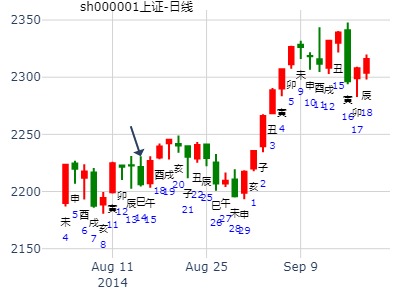 sh000001上证-日线
2300
2250
2200
2150
未 申 酉 戌 亥 寅 卯 辰 巳 午 酉 戌 亥 子 丑 辰 巳 午 未 申 亥 子 丑 寅 卯 未 酉 戌 丑 寅 卯 辰
4 5 6 7 8 11 12 13 14 15 18 19 20 21 22 25 26 27 28 29 1 2 3 4 5 9 10 11 12 15 16 17 18
Aug 11 Aug 25 Sep 9
2014